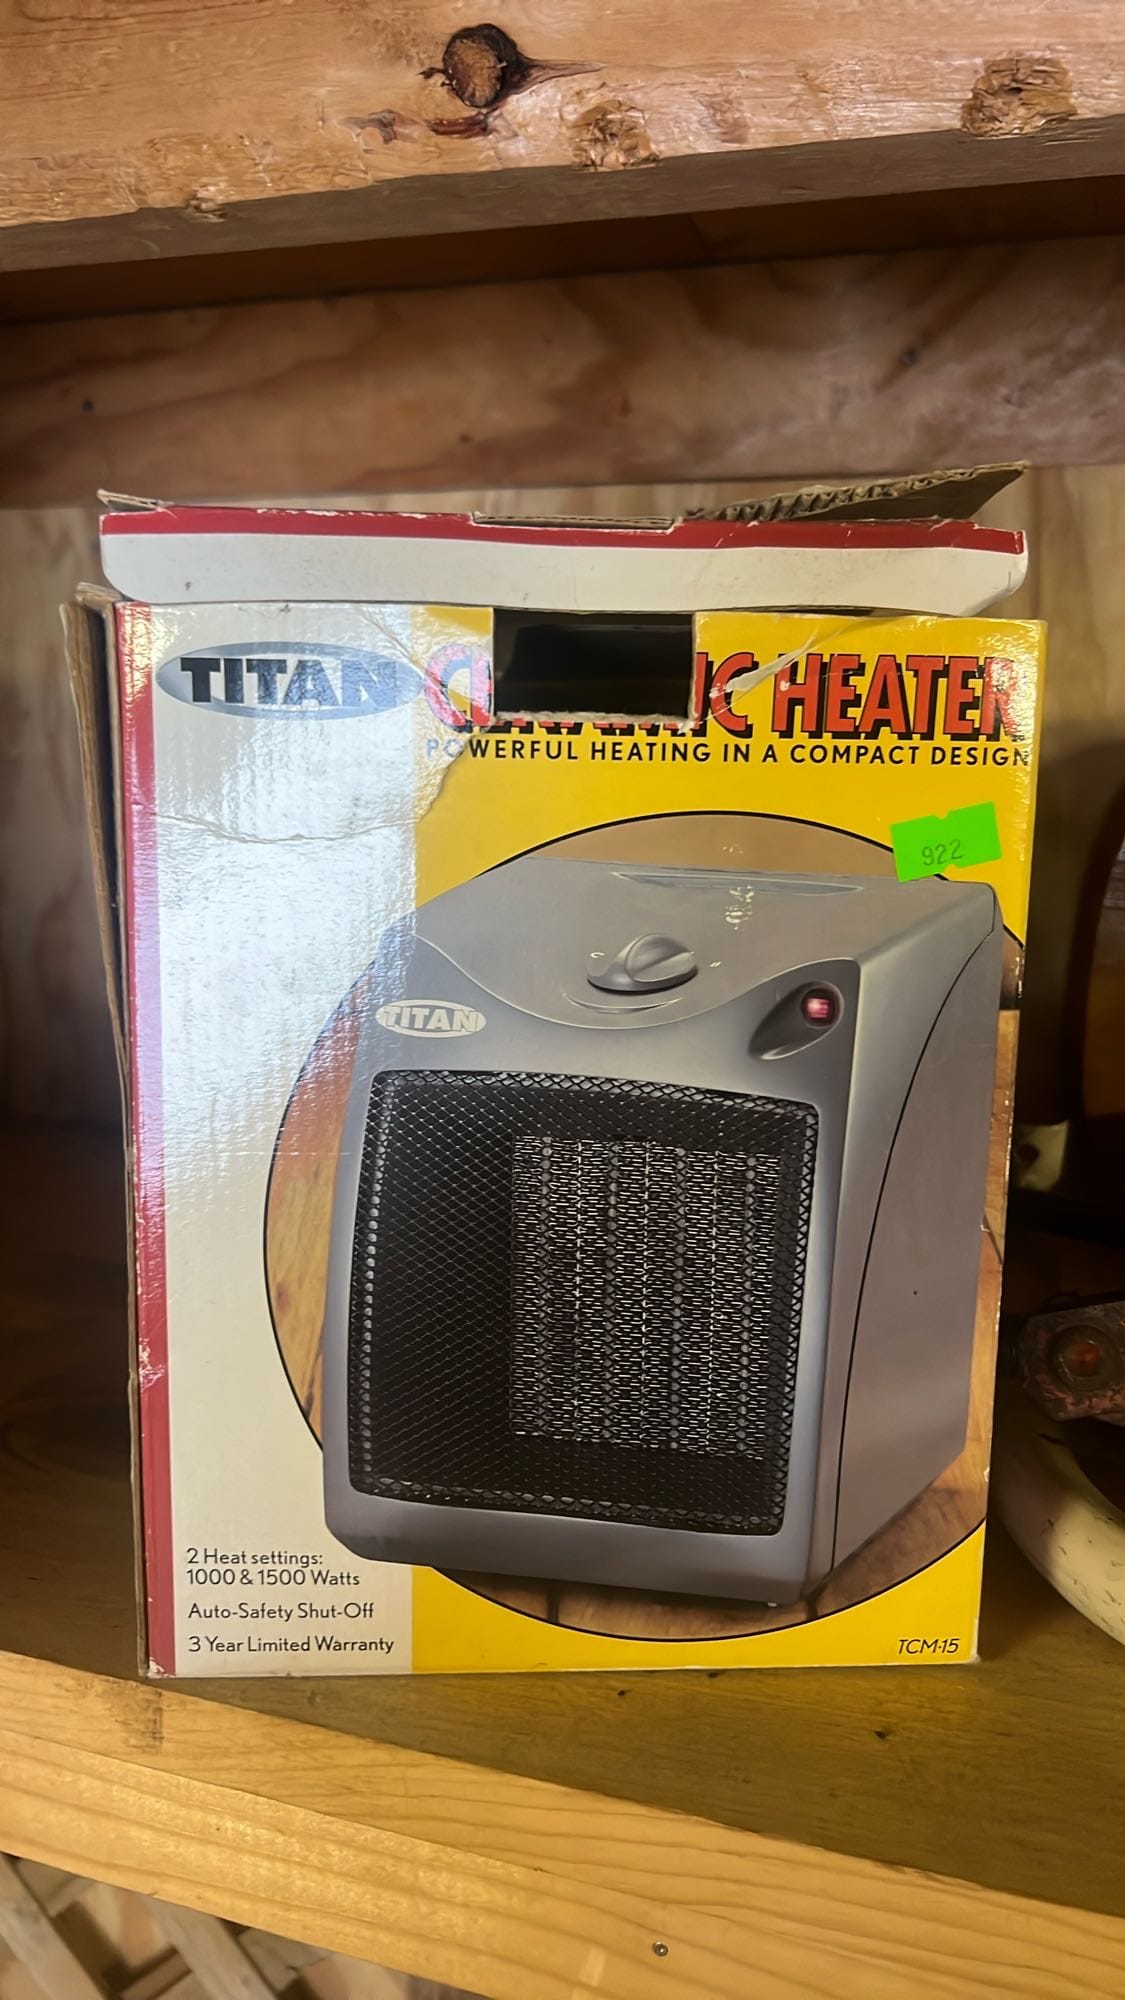 TITAN
CERAMIC HEATER
POWERFUL HEATING IN A COMPACT DESIGN
922
TITAN
2 Heat settings:
1000 & 1500 Watts
Auto-Safety Shut-Off
3 Year Limited Warranty
TCM-15